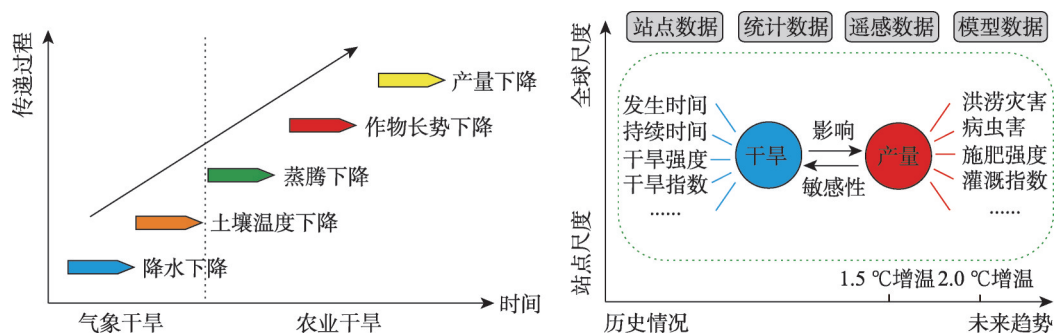 传递过程
产量下降
作物长势下降
蒸腾下降
土壤温度下降
降水下降
时间
气象干旱
农业干旱
站点数据
统计数据
遥感数据
模型数据
全球尺度
站点尺度
发生时间
持续时间
干旱强度
干旱指数
......
干旱
影响
敏感性
产量
洪涝灾害
病虫害
施肥强度
灌溉指数
......
1.5 ℃增温
2.0 ℃增温
历史情况
未来趋势